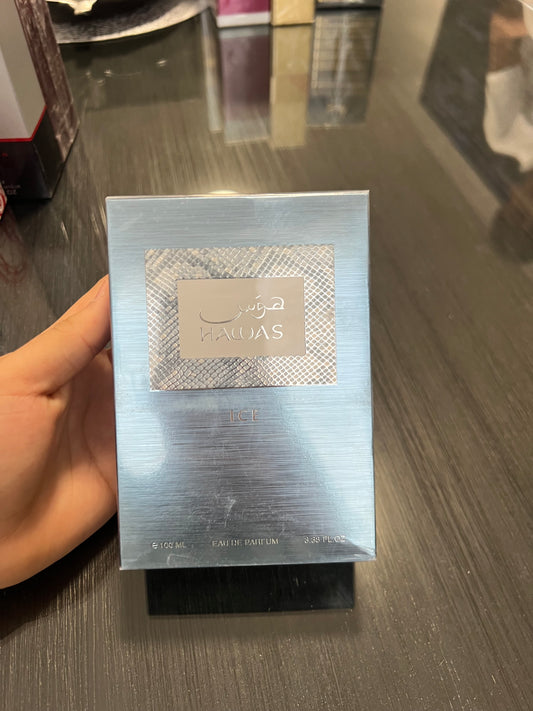 هوس
HAWAS
ICE
e 100 ML EAU DE PARFUM 3.38 FL.OZ